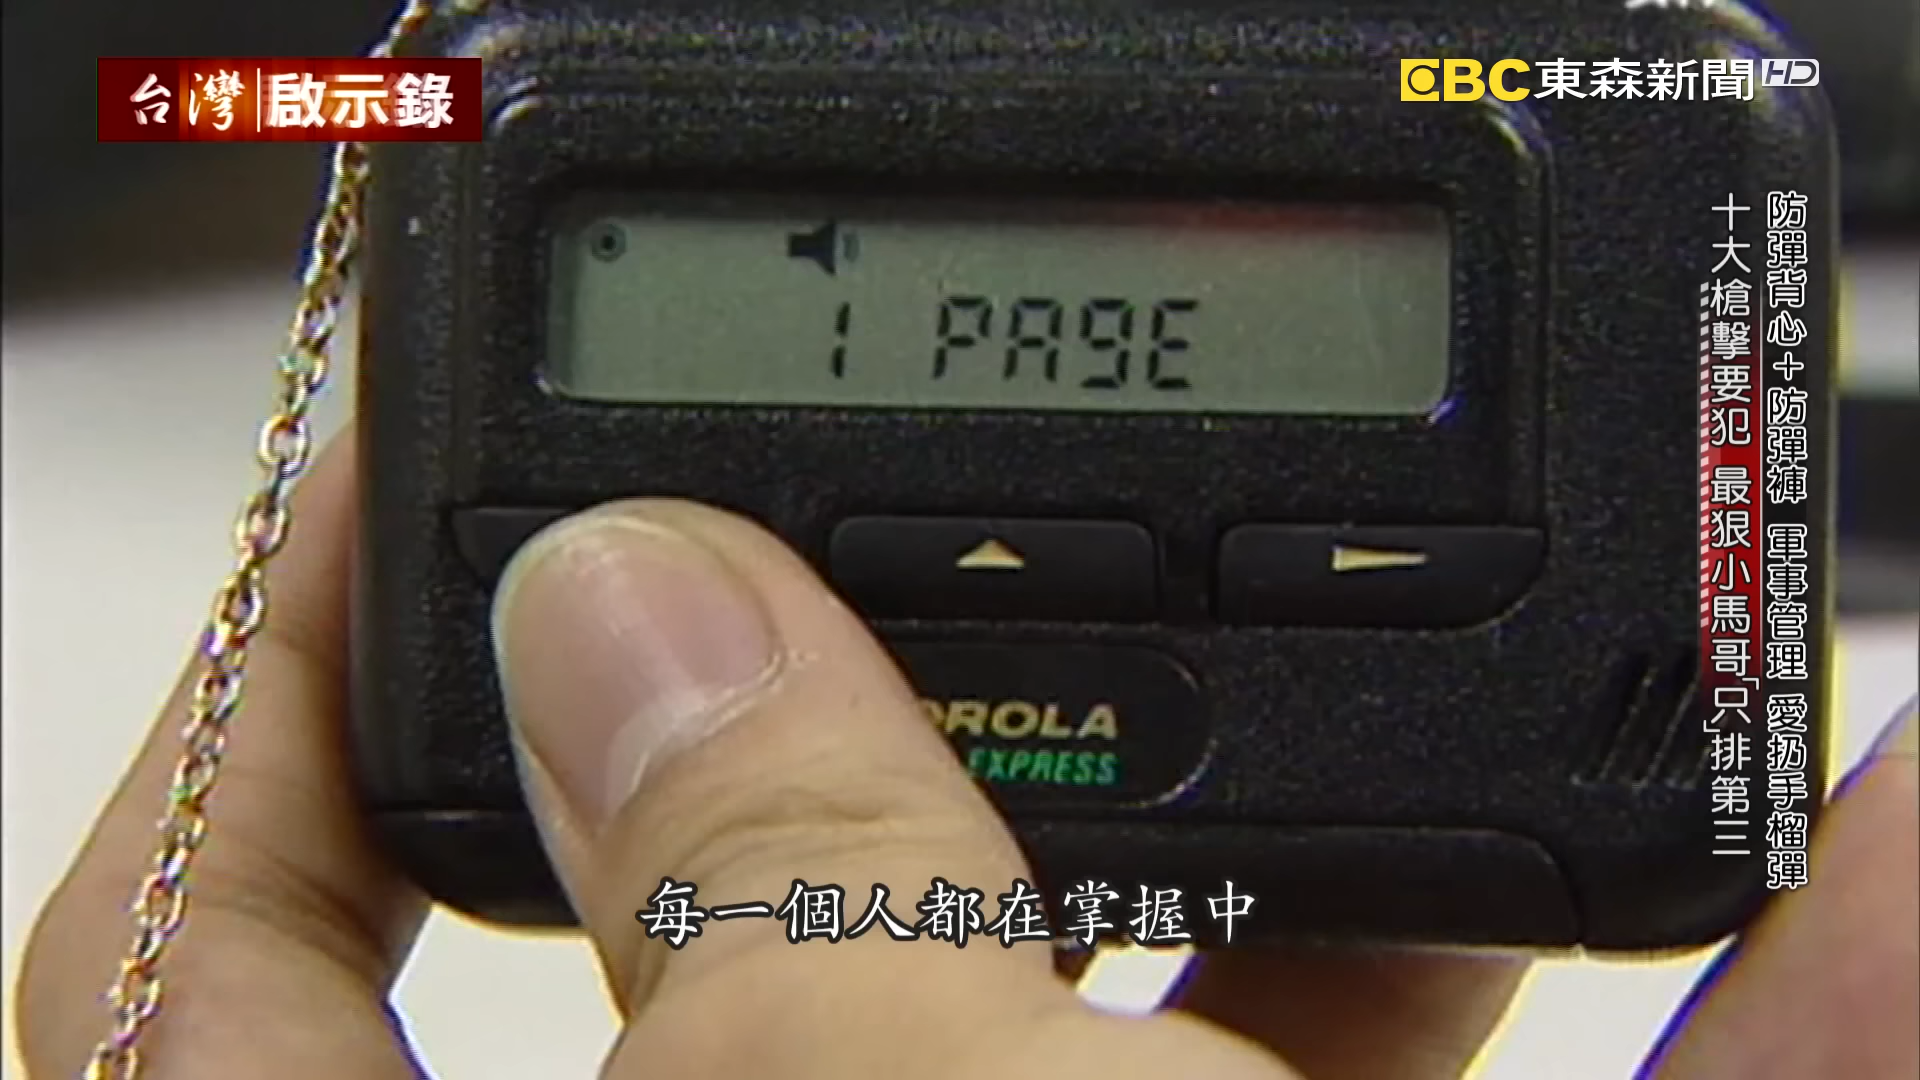 台灣 啟示錄
EBC東森新聞HD
1 PAGE
防彈背心+防彈褲 軍事管理 愛扔手榴彈
十大槍擊要犯 最狠小馬哥「只」排第三
OROLA
EXPRESS
每一個人都在掌握中